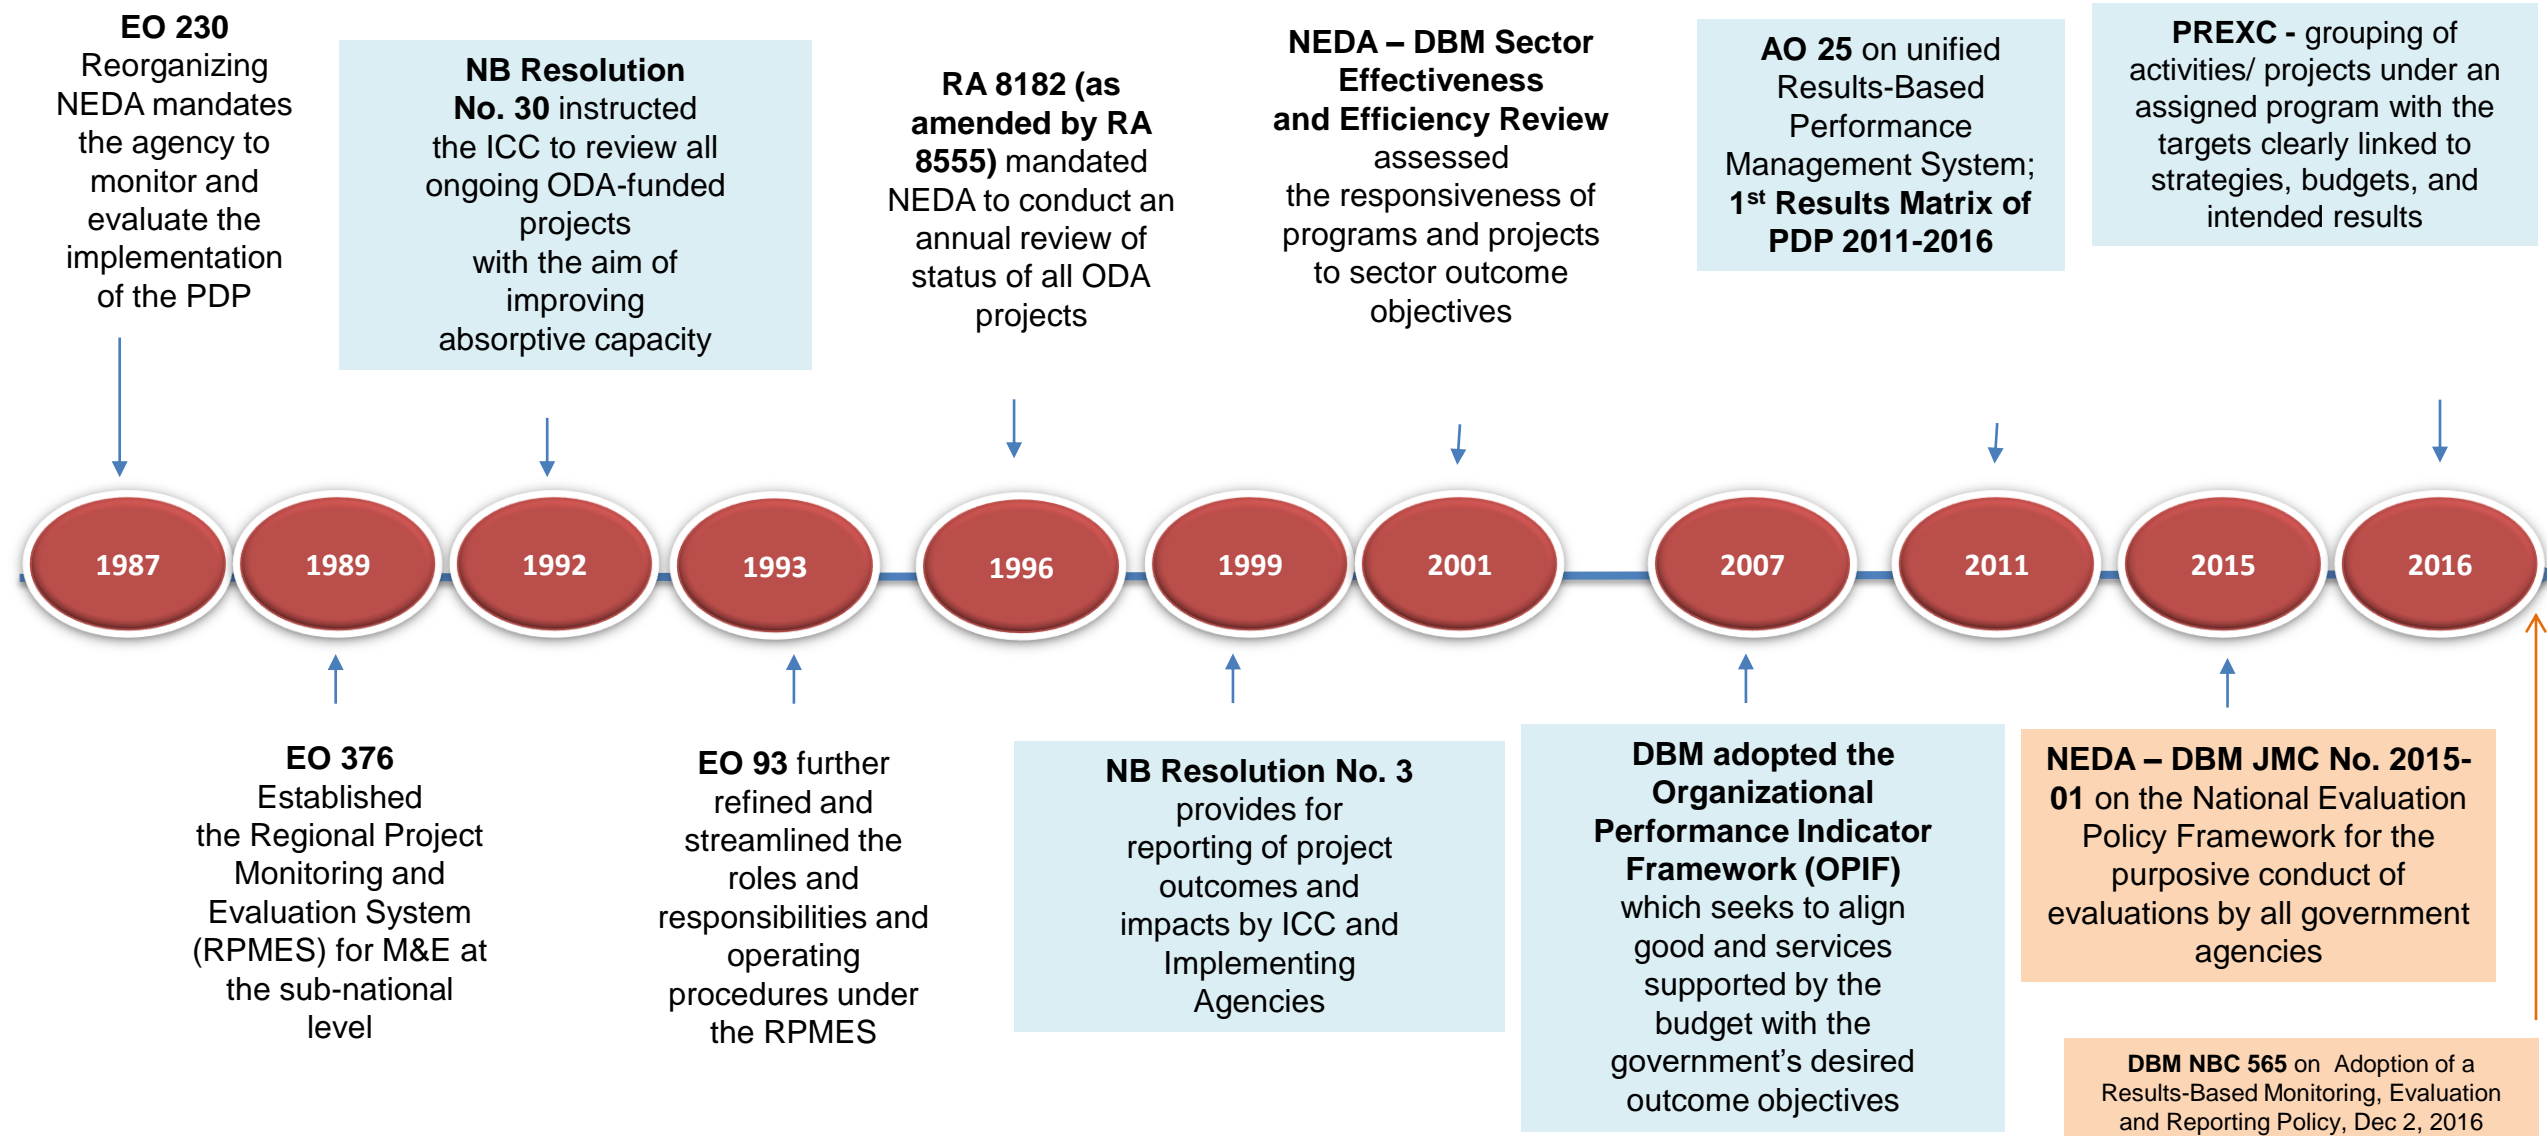 EO 230
Reorganizing
NEDA mandates
the agency to
monitor and
evaluate the
implementation
of the PDP
NB Resolution
No. 30 instructed
the ICC to review all
ongoing ODA-funded
projects
with the aim of
improving
absorptive capacity
RA 8182 (as
amended by RA
8555) mandated
NEDA to conduct an
annual review of
status of all ODA
projects
NEDA – DBM Sector
Effectiveness
and Efficiency Review
assessed
the responsiveness of
programs and projects
to sector outcome
objectives
AO 25 on unified
Results-Based
Performance
Management System;
1st Results Matrix of
PDP 2011-2016
PREXC - grouping of
activities/ projects under an
assigned program with the
targets clearly linked to
strategies, budgets, and
intended results
1987
1989
1992
1993
1996
1999
2001
2007
2011
2015
2016
EO 376
Established
the Regional Project
Monitoring and
Evaluation System
(RPMES) for M&E at
the sub-national
level
EO 93 further
refined and
streamlined the
roles and
responsibilities and
operating
procedures under
the RPMES
NB Resolution No. 3
provides for
reporting of project
outcomes and
impacts by ICC and
Implementing
Agencies
DBM adopted the
Organizational
Performance Indicator
Framework (OPIF)
which seeks to align
good and services
supported by the
budget with the
government’s desired
outcome objectives
NEDA – DBM JMC No. 2015-
01 on the National Evaluation
Policy Framework for the
purposive conduct of
evaluations by all government
agencies
DBM NBC 565 on Adoption of a
Results-Based Monitoring, Evaluation
and Reporting Policy, Dec 2, 2016